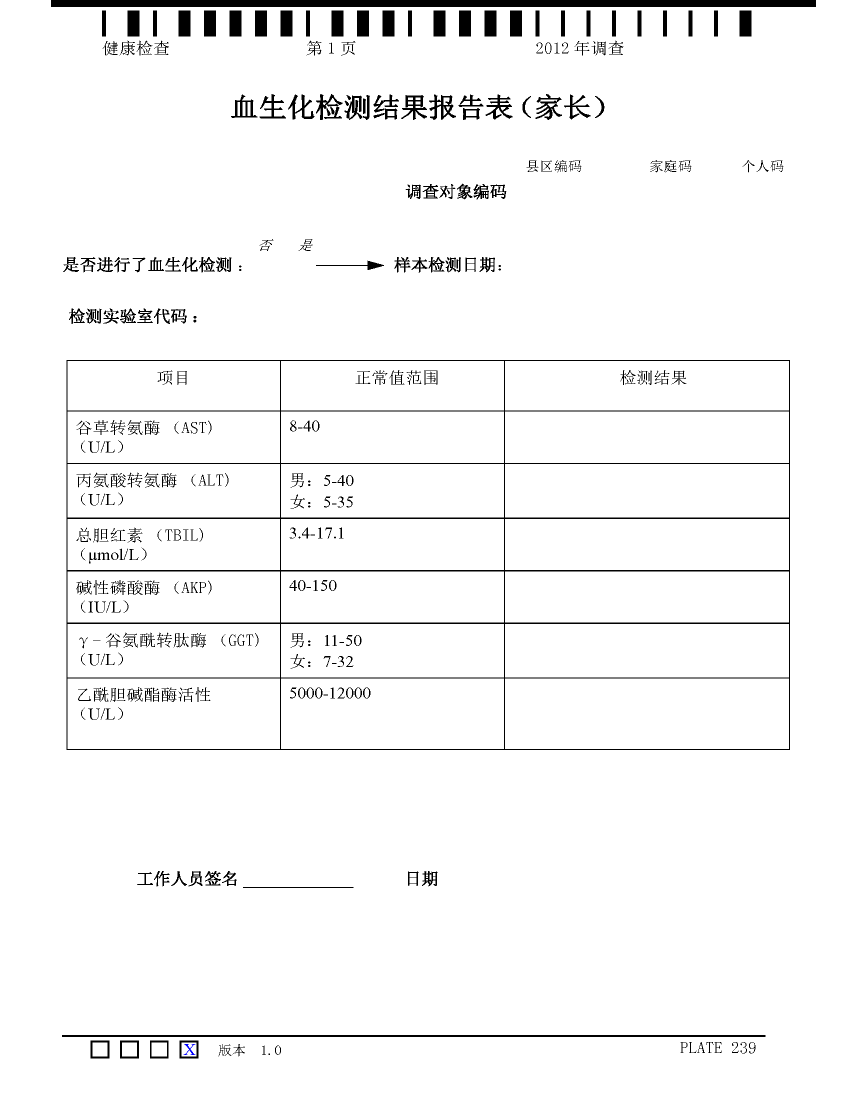 健康检查 第 1 页 2012 年调查
血生化检测结果报告表（家长）
县区编码 家庭码 个人码
调查对象编码
否 是
是否进行了血生化检测： 样本检测日期：
检测实验室代码：
项目 正常值范围 检测结果
谷草转氨酶 （AST） 8-40
（U/L）
丙氨酸转氨酶 （ALT） 男：5-40
（U/L） 女：5-35
总胆红素 （TBIL） 3.4-17.1
（μmol/L）
碱性磷酸酶 （AKP） 40-150
（IU/L）
γ－谷氨酰转肽酶 （GGT） 男：11-50
（U/L） 女：7-32
乙酰胆碱酯酶活性 5000-12000
（U/L）
工作人员签名 日期
X 版本 1.0 PLATE 239